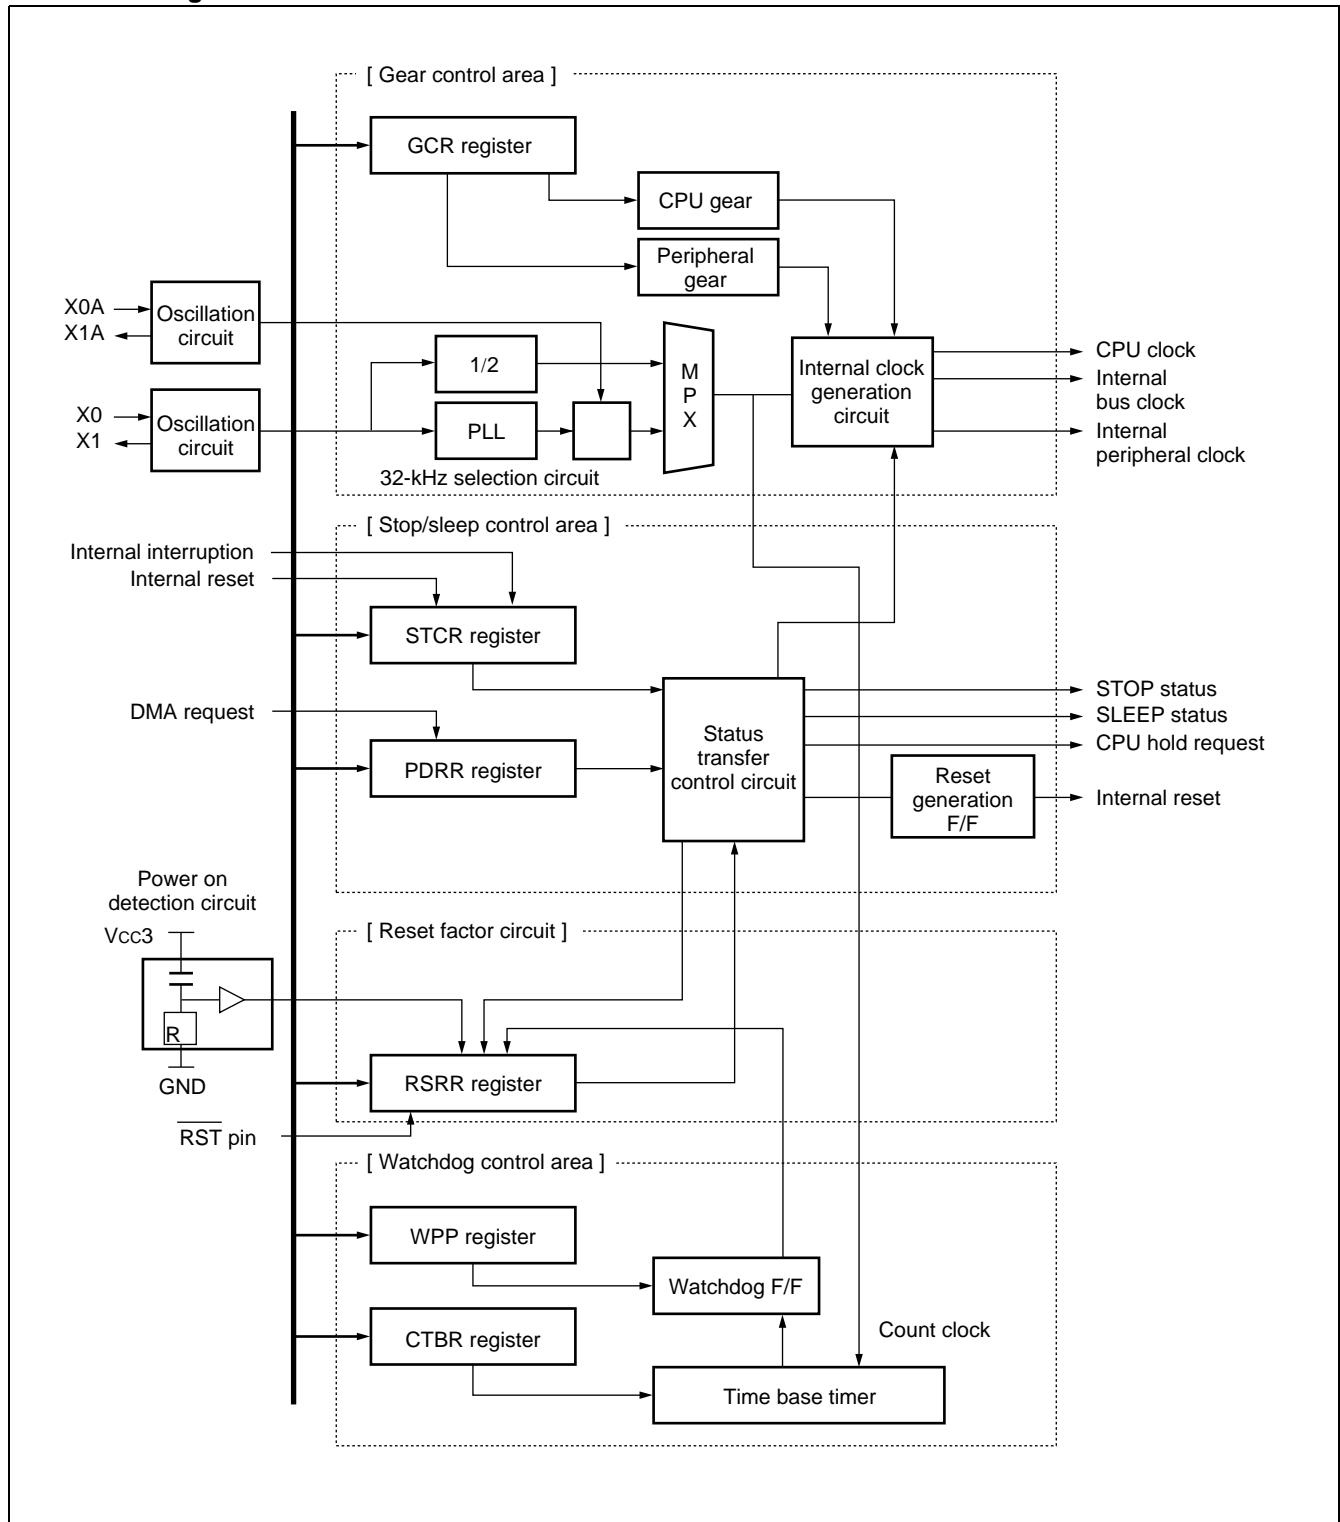 [ Gear control area ]
GCR register
CPU gear
Peripheral
gear
X0A
X1A
Oscillation
circuit
1/2
M
P
X
Internal clock
generation
circuit
CPU clock
Internal
bus clock
Internal
peripheral clock
X0
X1
Oscillation
circuit
PLL
32-kHz selection circuit
[ Stop/sleep control area ]
Internal interruption
Internal reset
STCR register
DMA request
PDRR register
Status
transfer
control circuit
STOP status
SLEEP status
CPU hold request
Reset
generation
F/F
Internal reset
Power on
detection circuit
VCC3
R
GND
[ Reset factor circuit ]
RSRR register
RST pin
[ Watchdog control area ]
WPP register
Watchdog F/F
CTBR register
Count clock
Time base timer